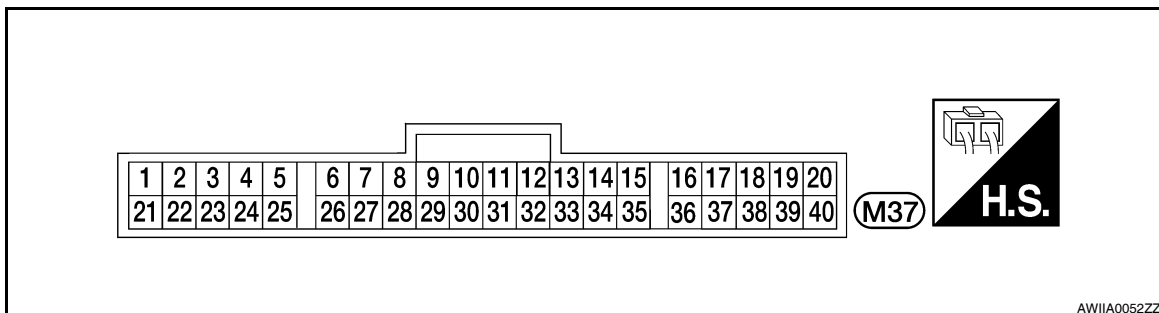 1 2 3 4 5 6 7 8 9 10 11 12 13 14 15 16 17 18 19 20
21 22 23 24 25 26 27 28 29 30 31 32 33 34 35 36 37 38 39 40
M37
H.S.
AWIIA0052ZZ